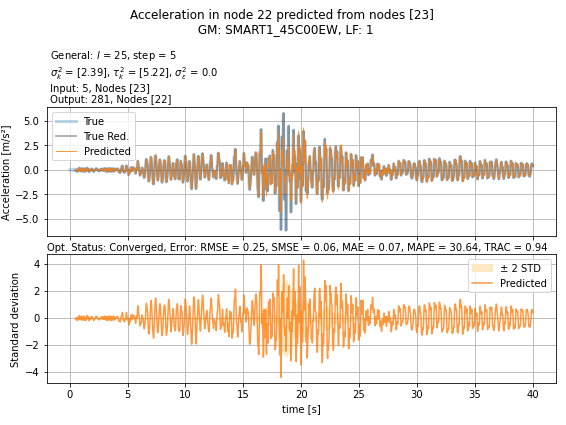 Acceleration in node 22 predicted from nodes [23]
GM: SMART1_45C00EW, LF: 1
General: l = 25, step = 5
σ²ₖ = [2.39], τ²ₖ = [5.22], σ²ε = 0.0
Input: 5, Nodes [23]
Output: 281, Nodes [22]
Acceleration [m/s²]
5.0
2.5
0.0
−2.5
−5.0
True
True Red.
Predicted
Opt. Status: Converged, Error: RMSE = 0.25, SMSE = 0.06, MAE = 0.07, MAPE = 30.64, TRAC = 0.94
Standard deviation
4
2
0
−2
−4
± 2 STD
Predicted
0 5 10 15 20 25 30 35 40
time [s]